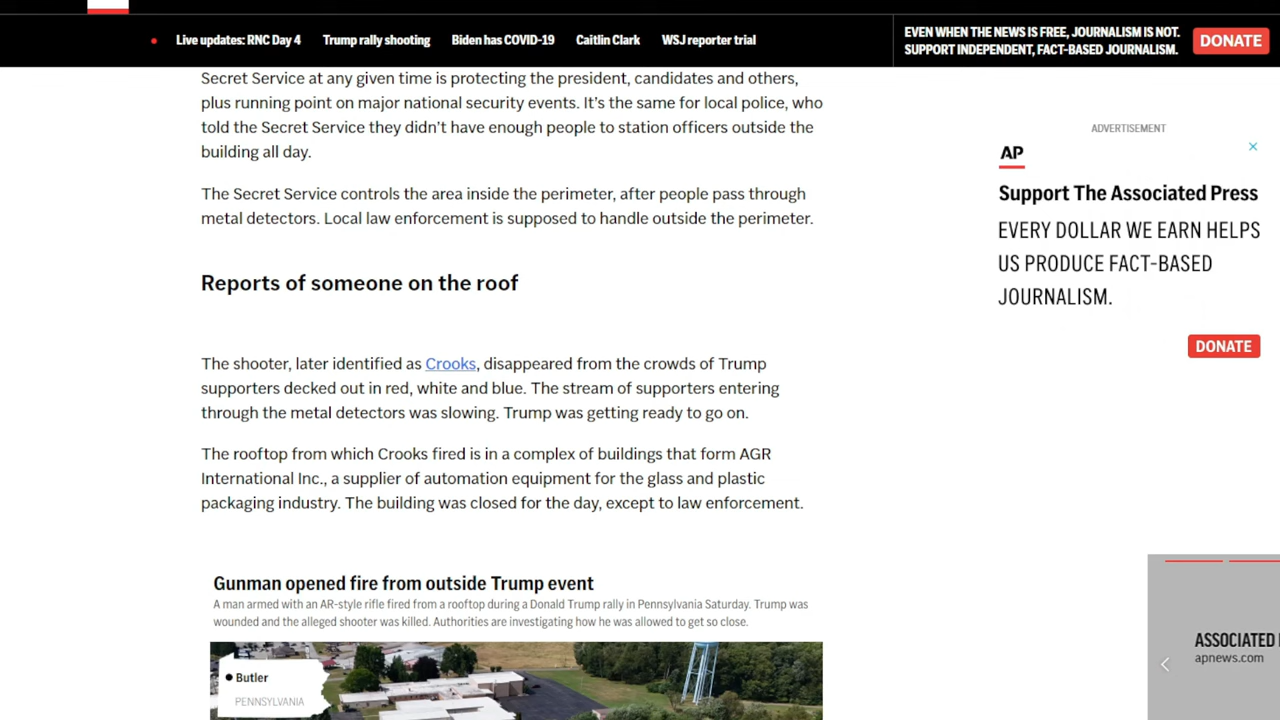 Live updates: RNC Day 4 Trump rally shooting Biden has COVID-19 Caitlin Clark WSJ reporter trial
EVEN WHEN THE NEWS IS FREE, JOURNALISM IS NOT.
SUPPORT INDEPENDENT, FACT-BASED JOURNALISM.
DONATE
Secret Service at any given time is protecting the president, candidates and others,
plus running point on major national security events. It’s the same for local police, who
told the Secret Service they didn’t have enough people to station officers outside the
building all day.
The Secret Service controls the area inside the perimeter, after people pass through
metal detectors. Local law enforcement is supposed to handle outside the perimeter.
Reports of someone on the roof
The shooter, later identified as Crooks, disappeared from the crowds of Trump
supporters decked out in red, white and blue. The stream of supporters entering
through the metal detectors was slowing. Trump was getting ready to go on.
The rooftop from which Crooks fired is in a complex of buildings that form AGR
International Inc., a supplier of automation equipment for the glass and plastic
packaging industry. The building was closed for the day, except to law enforcement.
Gunman opened fire from outside Trump event
A man armed with an AR-style rifle fired from a rooftop during a Donald Trump rally in Pennsylvania Saturday. Trump was
wounded and the alleged shooter was killed. Authorities are investigating how he was allowed to get so close.
Butler
PENNSYLVANIA
ADVERTISEMENT
AP
Support The Associated Press
EVERY DOLLAR WE EARN HELPS
US PRODUCE FACT-BASED
JOURNALISM.
DONATE
ASSOCIATED
apnews.com